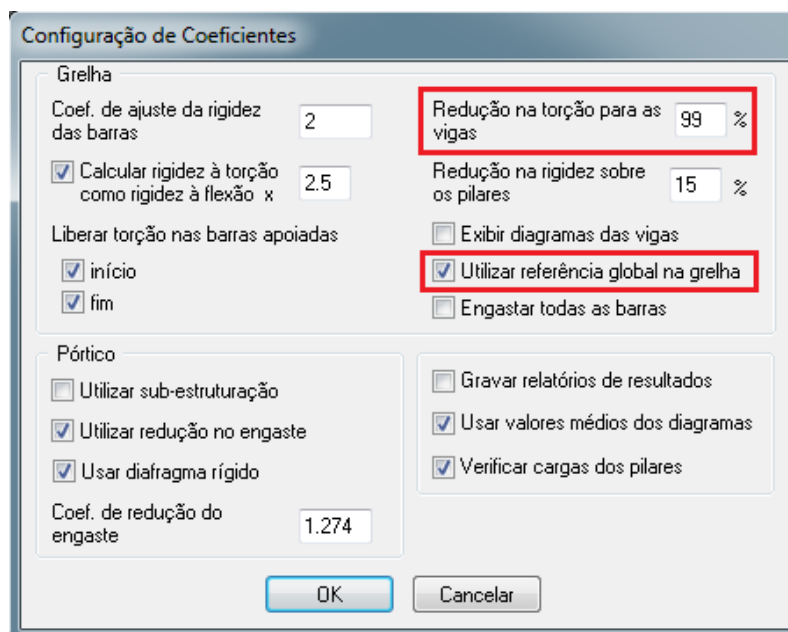 Configuração de Coeficientes
Grelha
Coef. de ajuste da rigidez
das barras
2
Calcular rigidez à torção
como rigidez à flexão x
2.5
Liberar torção nas barras apoiadas
início
fim
Redução na torção para as
vigas
99 %
Redução na rigidez sobre
os pilares
15 %
Exibir diagramas das vigas
Utilizar referência global na grelha
Engastar todas as barras
Pórtico
Utilizar sub-estruturação
Utilizar redução no engaste
Usar diafragma rígido
Coef. de redução do
engaste
1.274
Gravar relatórios de resultados
Usar valores médios dos diagramas
Verificar cargas dos pilares
OK
Cancelar